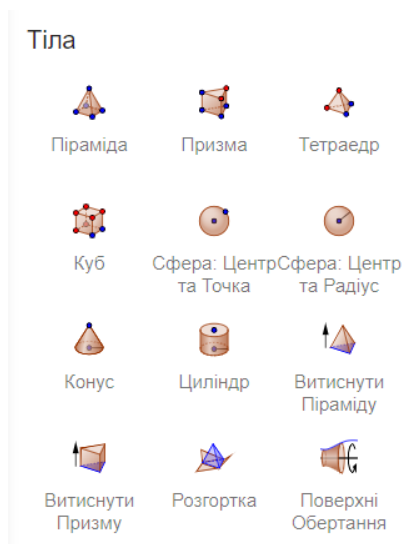 Тіла
Піраміда
Призма
Тетраедр
Куб
Сфера: Центр
та Точка
Сфера: Центр
та Радіус
Конус
Циліндр
Витиснути
Піраміду
Витиснути
Призму
Розгортка
Поверхні
Обертання